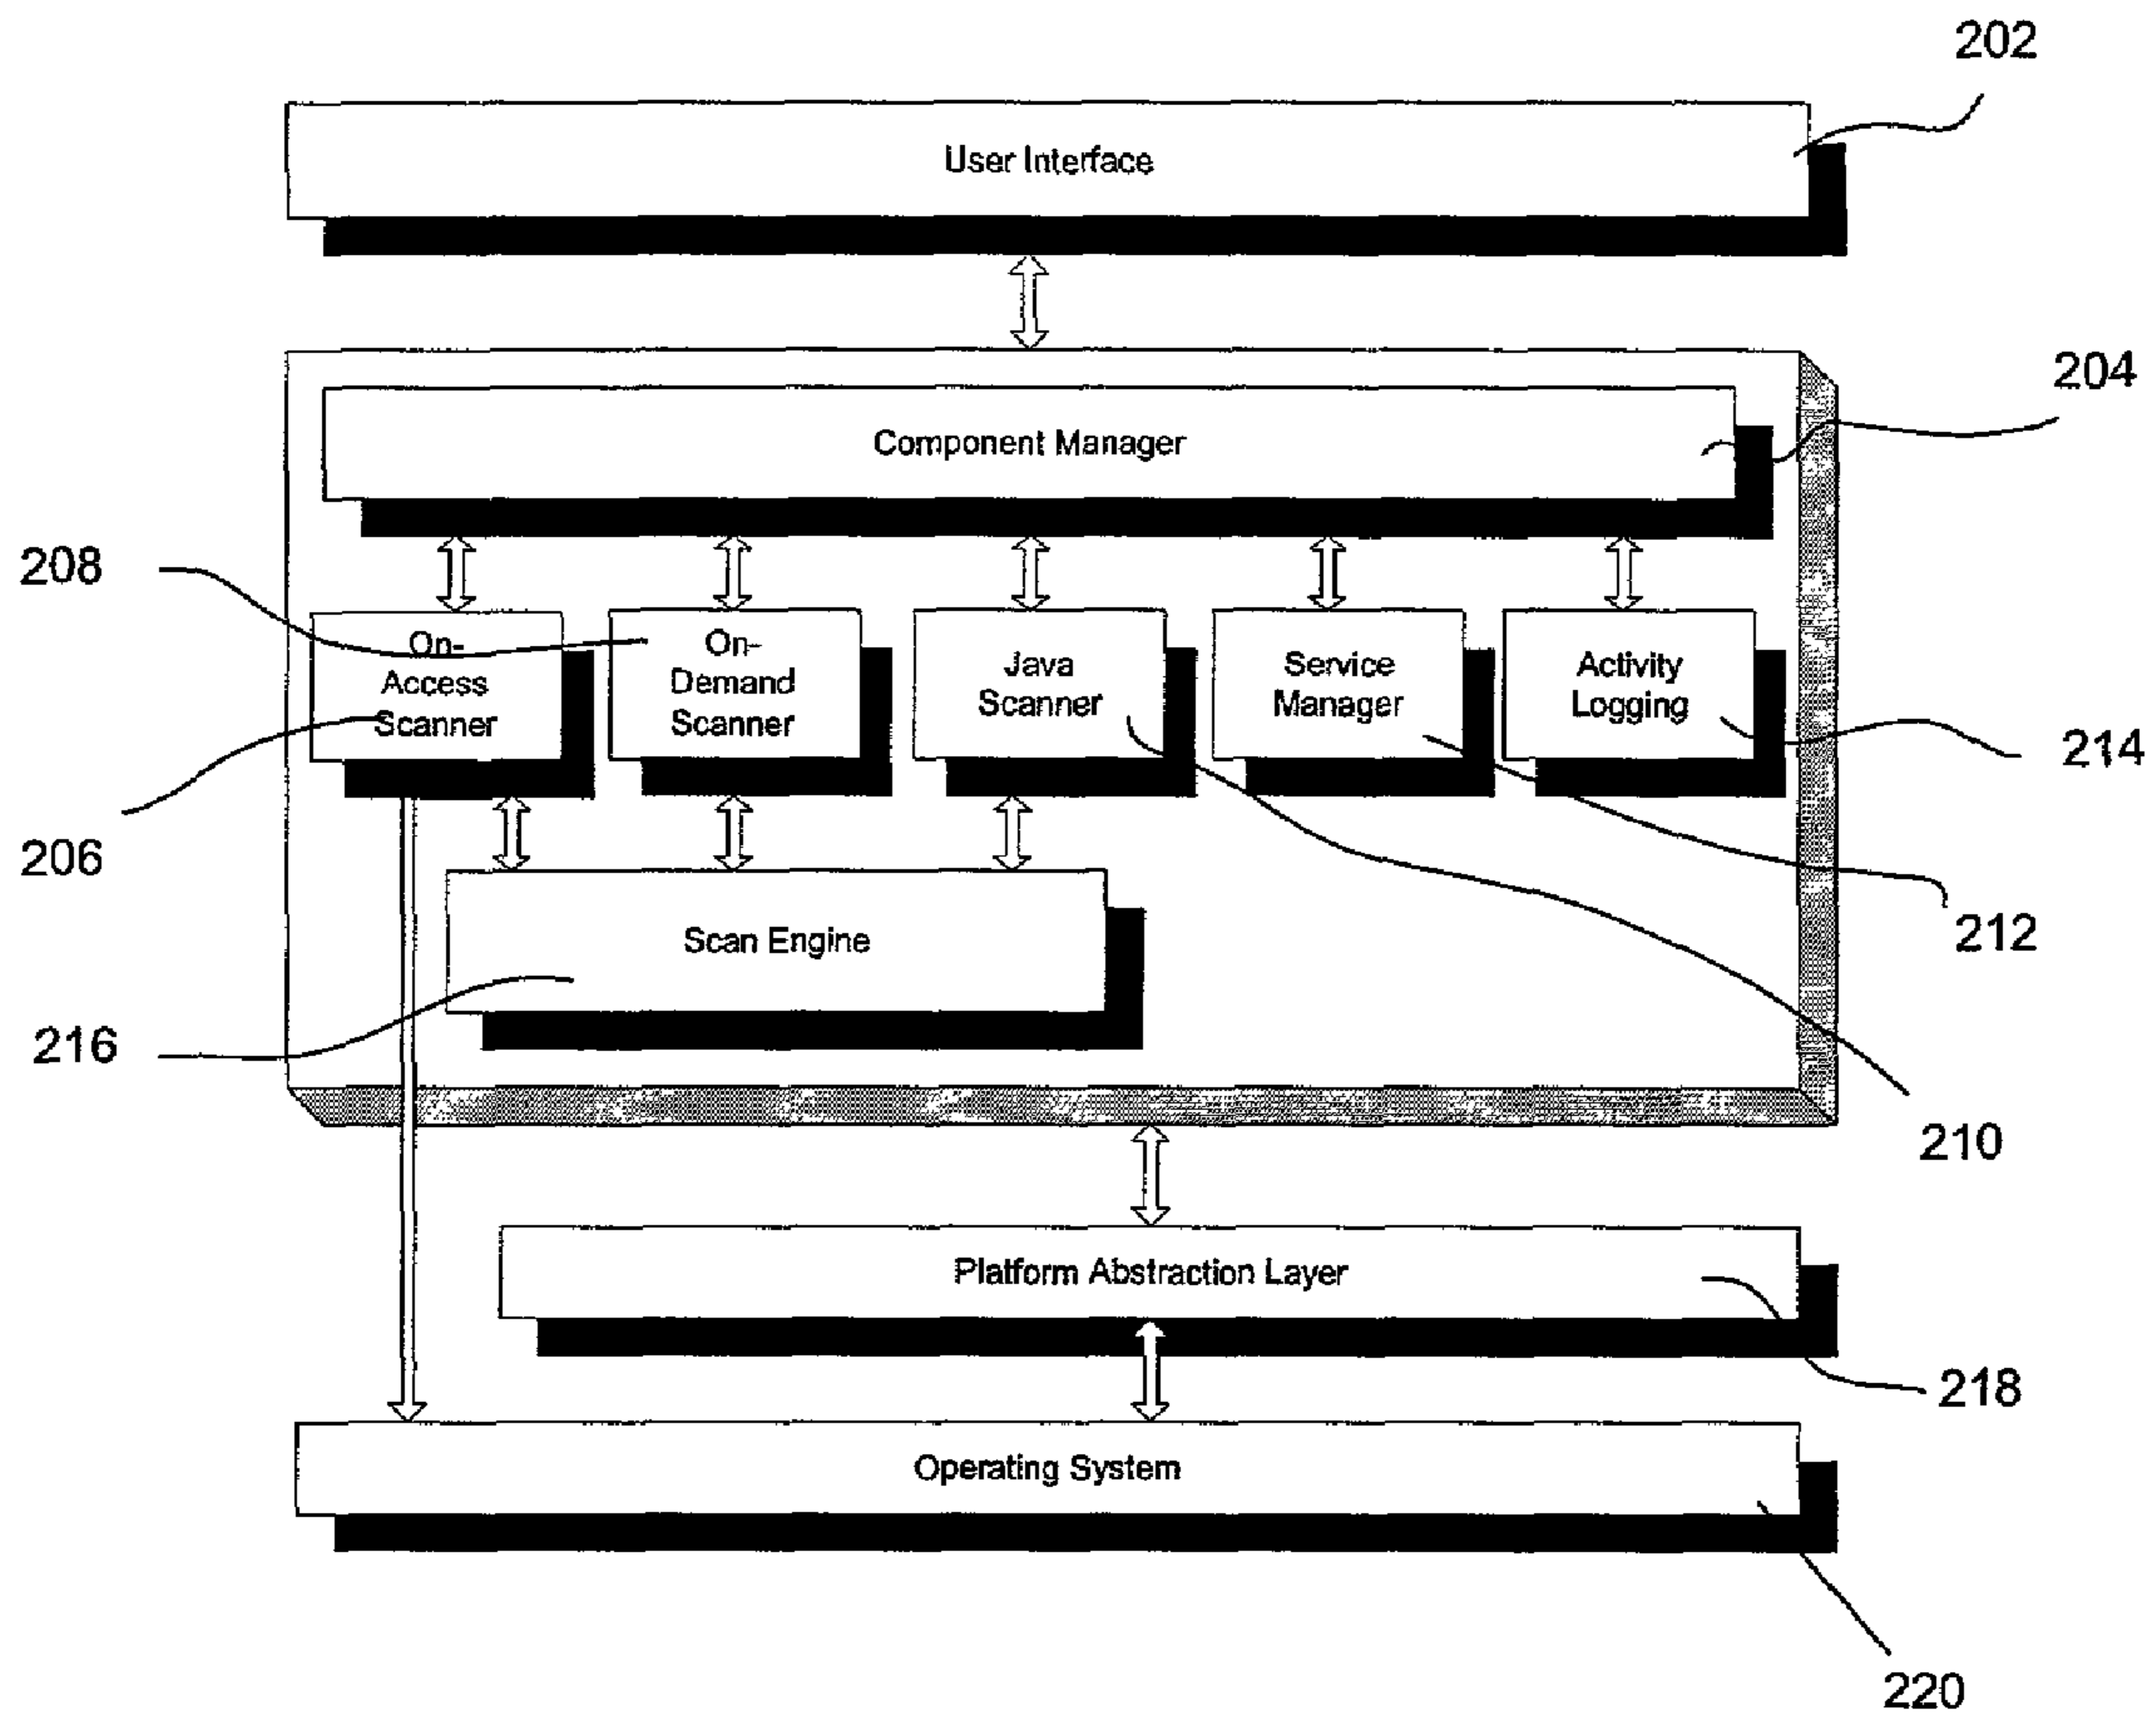 202
User Interface
204
Component Manager
208
On-
Access
Scanner
On-
Demand
Scanner
Java
Scanner
Service
Manager
Activity
Logging
214
206
Scan Engine
212
216
210
Platform Abstraction Layer
218
Operating System
220